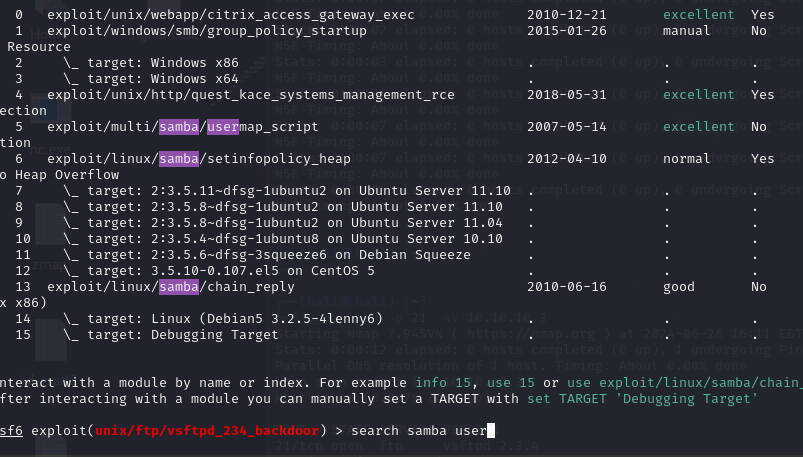 0 exploit/unix/webapp/citrix_access_gateway_exec 2010-12-21 excellent Yes
1 exploit/windows/smb/group_policy_startup 2015-01-26 manual No
Resource
2 \_ target: Windows x86 . . .
3 \_ target: Windows x64 . . .
4 exploit/unix/http/quest_kace_systems_management_rce 2018-05-31 excellent Yes
ection
5 exploit/multi/samba/usermap_script 2007-05-14 excellent No
tion
6 exploit/linux/samba/setinfopolicy_heap 2012-04-10 normal Yes
o Heap Overflow
7 \_ target: 2:3.5.11~dfsg-1ubuntu2 on Ubuntu Server 11.10 . . .
8 \_ target: 2:3.5.8~dfsg-1ubuntu2 on Ubuntu Server 11.10 . . .
9 \_ target: 2:3.5.8~dfsg-1ubuntu2 on Ubuntu Server 11.04 . . .
10 \_ target: 2:3.5.4~dfsg-1ubuntu8 on Ubuntu Server 10.10 . . .
11 \_ target: 2:3.5.6~dfsg-3squeeze6 on Debian Squeeze . . .
12 \_ target: 3.5.10-0.107.el5 on CentOS 5 . . .
13 exploit/linux/samba/chain_reply 2010-06-16 good No
x x86)
14 \_ target: Linux (Debian5 3.2.5-4lenny6) . . .
15 \_ target: Debugging Target . . .
nteract with a module by name or index. For example info 15, use 15 or use exploit/linux/samba/chain_
fter interacting with a module you can manually set a TARGET with set TARGET 'Debugging Target'
sf6 exploit(unix/ftp/vsftpd_234_backdoor) > search samba user
21/tcp open ftp vsftpd 2.3.4